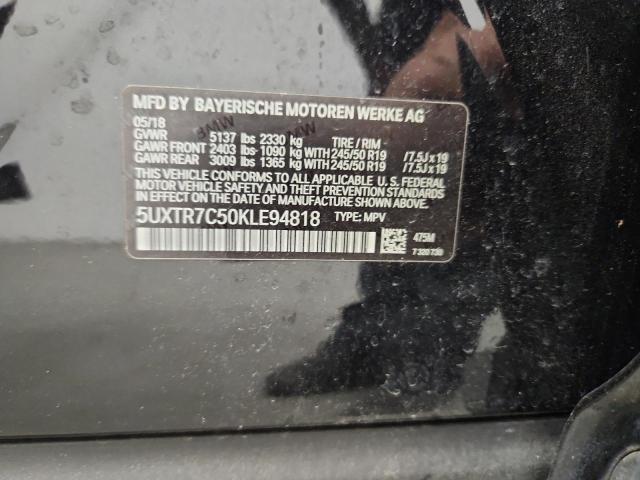 MFD BY BAYERISCHE MOTOREN WERKE AG
05/18
GVWR 5137 lbs 2330 kg TIRE / RIM
GAWR FRONT 2403 lbs 1090 kg WITH 245/50 R19 /7.5J x 19
GAWR REAR 3009 lbs 1365 kg WITH 245/50 R19 /7.5J x 19
THIS VEHICLE CONFORMS TO ALL APPLICABLE U.S. FEDERAL
MOTOR VEHICLE SAFETY AND THEFT PREVENTION STANDARDS
IN EFFECT ON THE DATE OF MANUFACTURE SHOWN ABOVE.
5UXTR7C50KLE94818 TYPE: MPV
475M